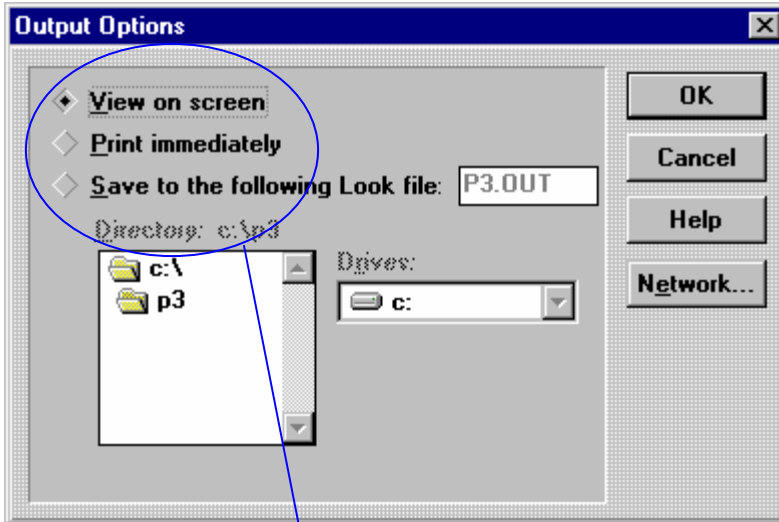 Output Options
View on screen
Print immediately
Save to the following Look file: P3.OUT
Directory: c:\p3
c:\
p3
Drives:
c:
OK
Cancel
Help
Network...